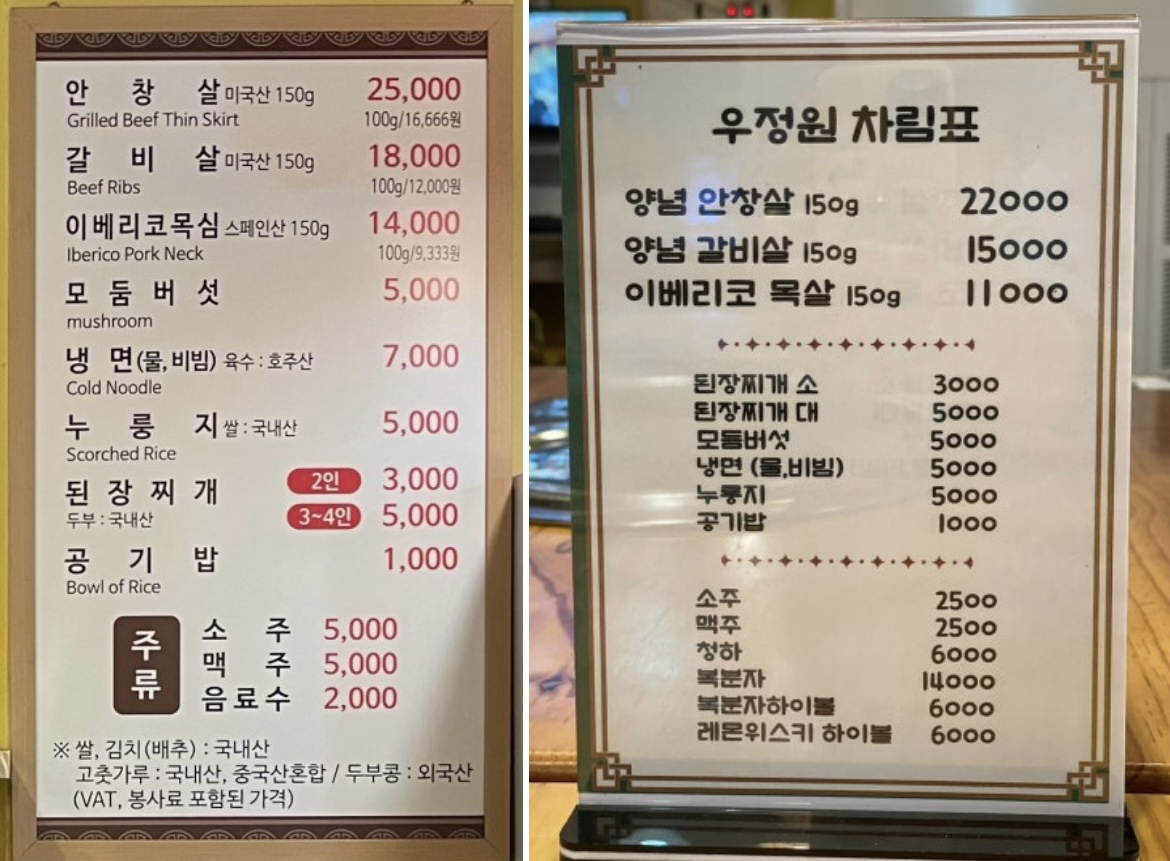 안 창 살 미국산 150g 25,000
Grilled Beef Thin Skirt 100g/16,666원
갈 비 살 미국산 150g 18,000
Beef Ribs 100g/12,000원
이베리코목심 스페인산 150g 14,000
Iberico Pork Neck 100g/9,333원
모 둠 버 섯 5,000
mushroom
냉 면(물, 비빔) 육수 : 호주산 7,000
Cold Noodle
누 룽 지 쌀 : 국내산 5,000
Scorched Rice
된 장 찌 개 2인 3,000
두부 : 국내산 3~4인 5,000
공 기 밥 1,000
Bowl of Rice
주류
소 주 5,000
맥 주 5,000
음료수 2,000
※ 쌀, 김치(배추) : 국내산
고춧가루 : 국내산, 중국산혼합 / 두부콩 : 외국산
(VAT, 봉사료 포함된 가격)
우정원 차림표
양념 안창살 150g 22000
양념 갈비살 150g 15000
이베리코 목살 150g 11000
된장찌개 소 3000
된장찌개 대 5000
모듬버섯 5000
냉면 (물,비빔) 5000
누룽지 5000
공기밥 1000
소주 2500
맥주 2500
청하 6000
복분자 14000
복분자하이볼 6000
레몬위스키 하이볼 6000